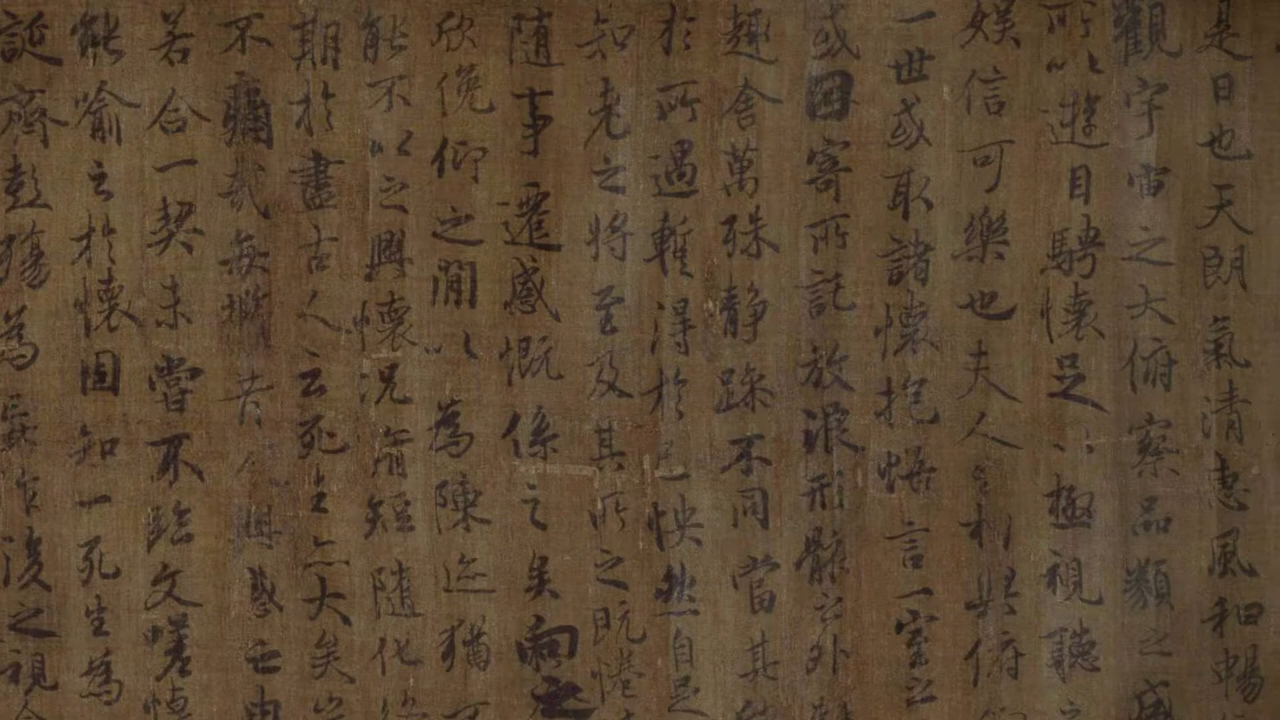 是日也天朗氣清惠風和暢
觀宇宙之大俯察品類之盛
所以遊目騁懷足以極視聽之
娛信可樂也夫人之相與俯
一世或取諸懷抱悟言一室之
或因寄所託放浪形骸之外
趣舍萬殊靜躁不同當其
於所遇暫得於己怏然自足
知老之將至及其所之既惓
隨事遷感慨係之矣向之
欣俛仰之閒以為陳迹猶
能不以之興懷況脩短隨化
期於盡古人云死生亦大矣
不痛哉每攬昔人興感之由
若合一契未嘗不臨文嗟悼
能喻之於懷固知一死生為
誕齊彭殤為妄作後之視